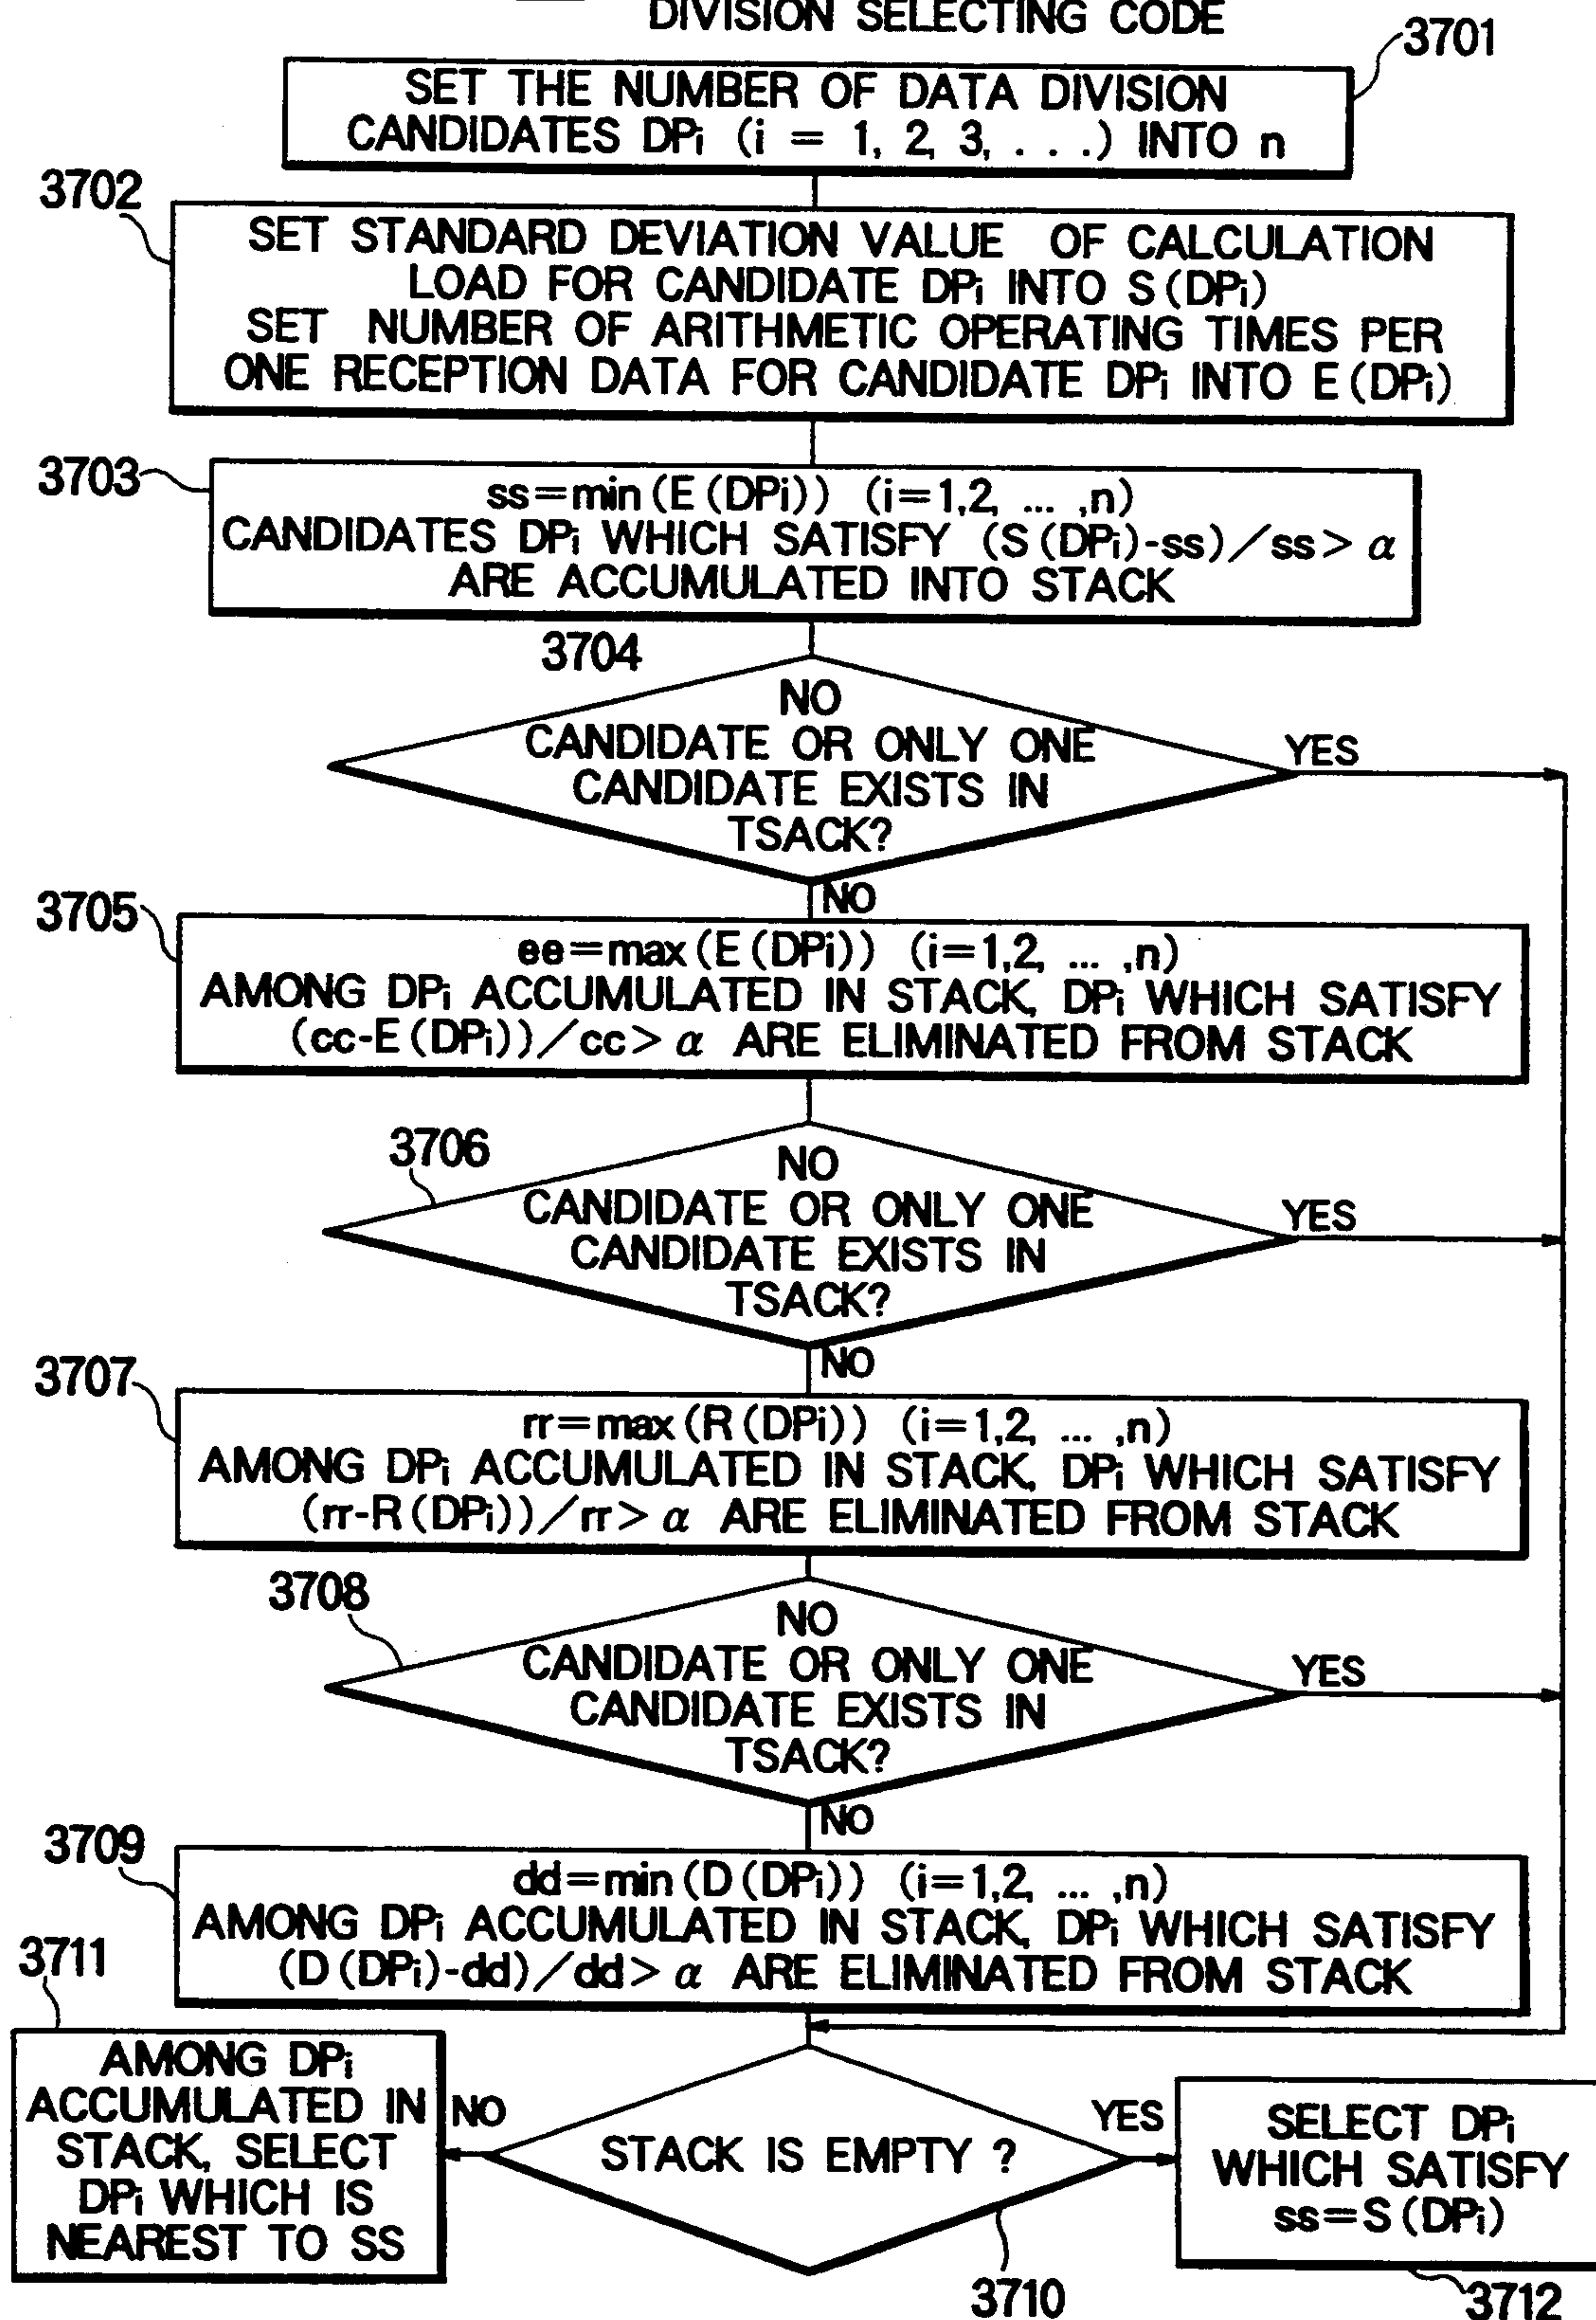 DIVISION SELECTING CODE
3701
SET THE NUMBER OF DATA DIVISION
CANDIDATES DPi (i = 1, 2, 3, . . .) INTO n
3702
SET STANDARD DEVIATION VALUE OF CALCULATION
LOAD FOR CANDIDATE DPi INTO S(DPi)
SET NUMBER OF ARITHMETIC OPERATING TIMES PER
ONE RECEPTION DATA FOR CANDIDATE DPi INTO E(DPi)
3703
ss=min(E(DPi)) (i=1,2, ... ,n)
CANDIDATES DPi WHICH SATISFY (S(DPi)-ss)/ss> α
ARE ACCUMULATED INTO STACK
3704
NO
CANDIDATE OR ONLY ONE
CANDIDATE EXISTS IN
TSACK?
YES
NO
3705
ee=max(E(DPi)) (i=1,2, ... ,n)
AMONG DPi ACCUMULATED IN STACK, DPi WHICH SATISFY
(cc-E(DPi))/cc> α ARE ELIMINATED FROM STACK
3706
NO
CANDIDATE OR ONLY ONE
CANDIDATE EXISTS IN
TSACK?
YES
NO
3707
rr=max(R(DPi)) (i=1,2, ... ,n)
AMONG DPi ACCUMULATED IN STACK, DPi WHICH SATISFY
(rr-R(DPi))/rr> α ARE ELIMINATED FROM STACK
3708
NO
CANDIDATE OR ONLY ONE
CANDIDATE EXISTS IN
TSACK?
YES
NO
3709
dd=min(D(DPi)) (i=1,2, ... ,n)
AMONG DPi ACCUMULATED IN STACK, DPi WHICH SATISFY
(D(DPi)-dd)/dd> α ARE ELIMINATED FROM STACK
3711
AMONG DPi
ACCUMULATED IN
STACK, SELECT
DPi WHICH IS
NEAREST TO SS
NO
STACK IS EMPTY ?
YES
3710
SELECT DPi
WHICH SATISFY
ss=S(DPi)
3712